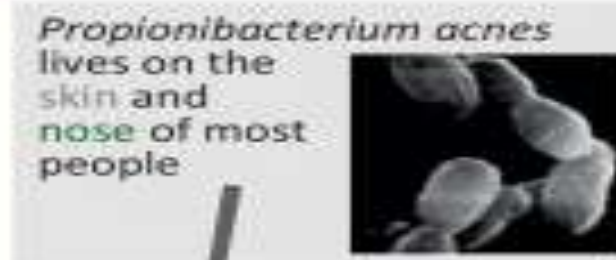 Propionibacterium acnes
lives on the
skin and
nose of most
people